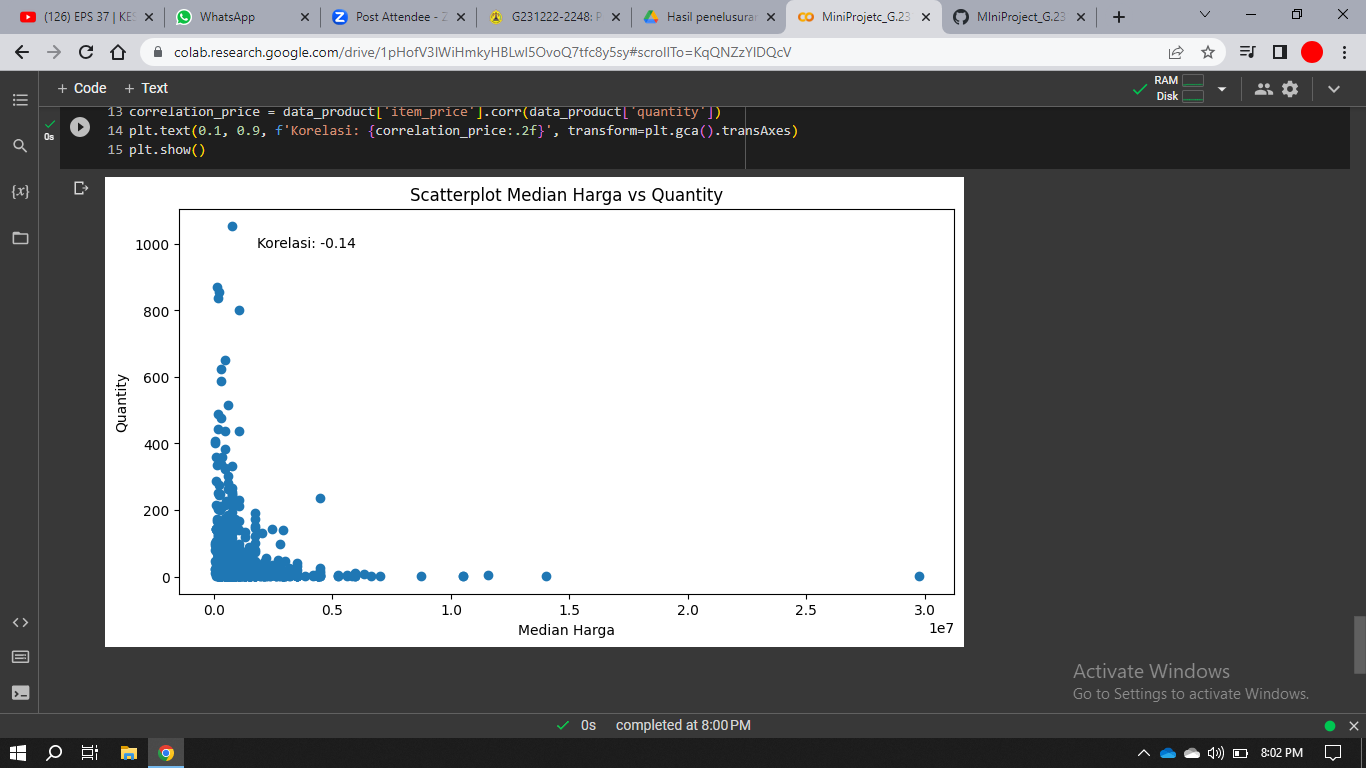 (126) EPS 37 | KES
WhatsApp
Post Attendee - Z
G231222-2248: P
Hasil penelusuran
MiniProjetc_G.23
MIniProject_G.23
colab.research.google.com/drive/1pHofV3IWiHmkyHBLwI5OvoQ7tfc8y5sy#scrollTo=KqQNZzYlDQcV
+ Code + Text
RAM
Disk
13 correlation_price = data_product['item_price'].corr(data_product['quantity'])
0s
14 plt.text(0.1, 0.9, f'Korelasi: {correlation_price:.2f}', transform=plt.gca().transAxes)
15 plt.show()
{x}
Scatterplot Median Harga vs Quantity
Korelasi: -0.14
1000
800
600
400
200
0
Quantity
0.0 0.5 1.0 1.5 2.0 2.5 3.0
1e7
Median Harga
Activate Windows
Go to Settings to activate Windows.
0s completed at 8:00 PM
8:02 PM